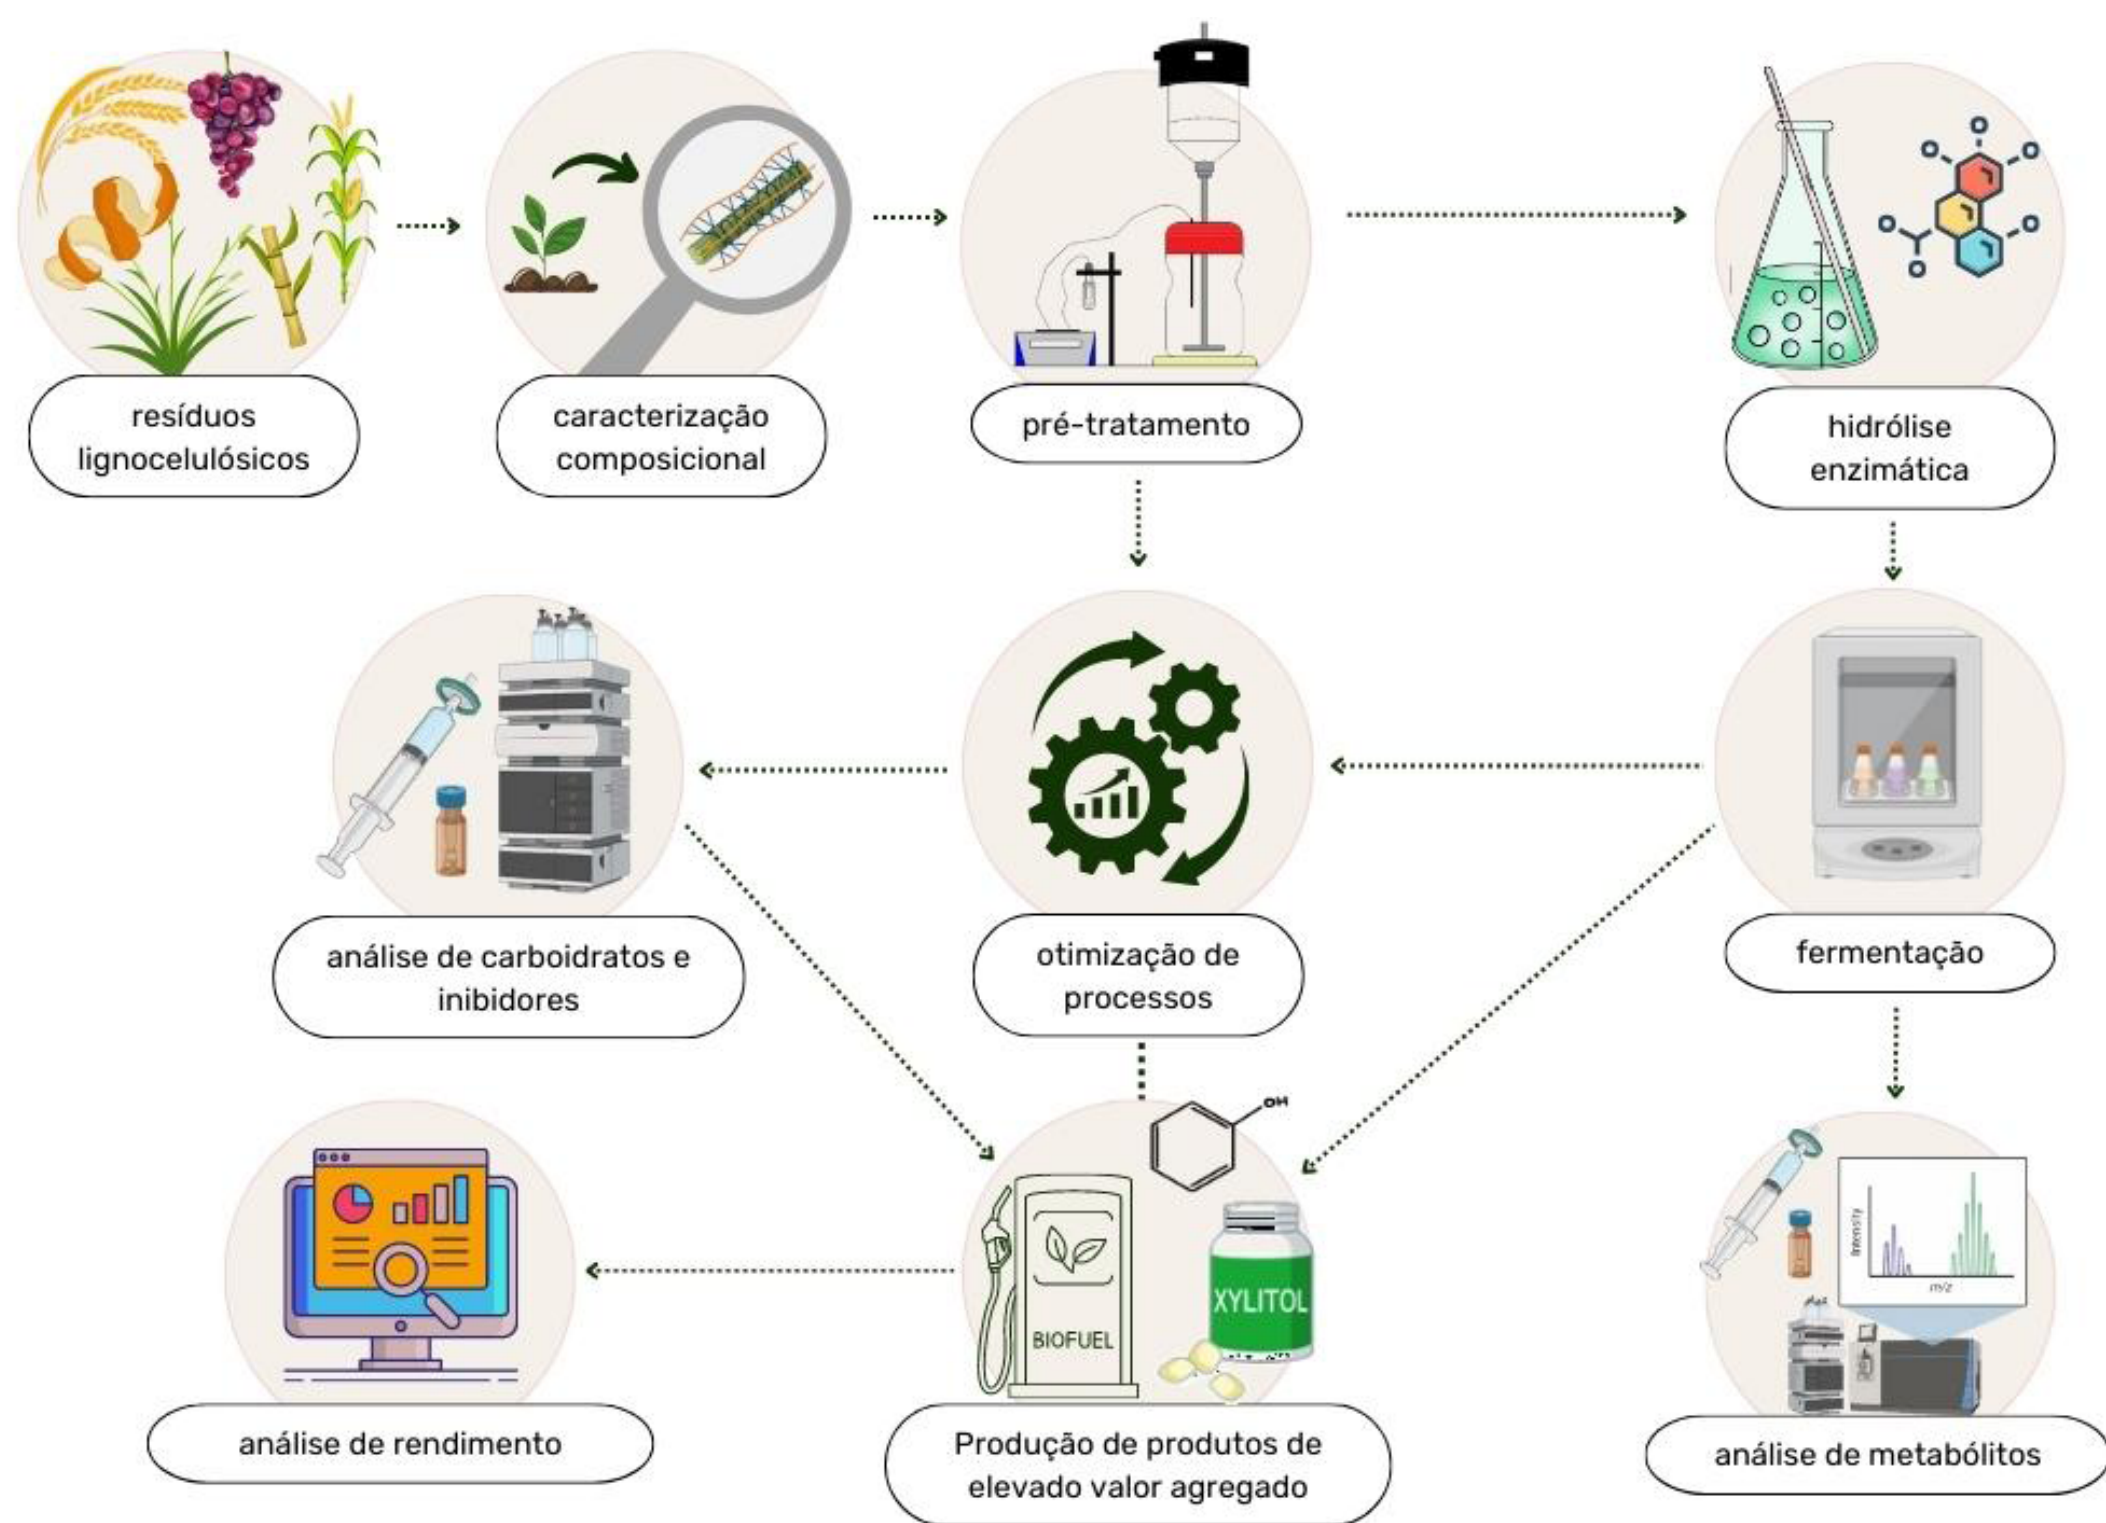 resíduos
lignocelulósicos
caracterização
composicional
pré-tratamento
hidrólise
enzimática
análise de carboidratos e
inibidores
otimização de
processos
fermentação
OH
BIOFUEL
XYLITOL
Intensity
m/z
análise de rendimento
Produção de produtos de
elevado valor agregado
análise de metabólitos